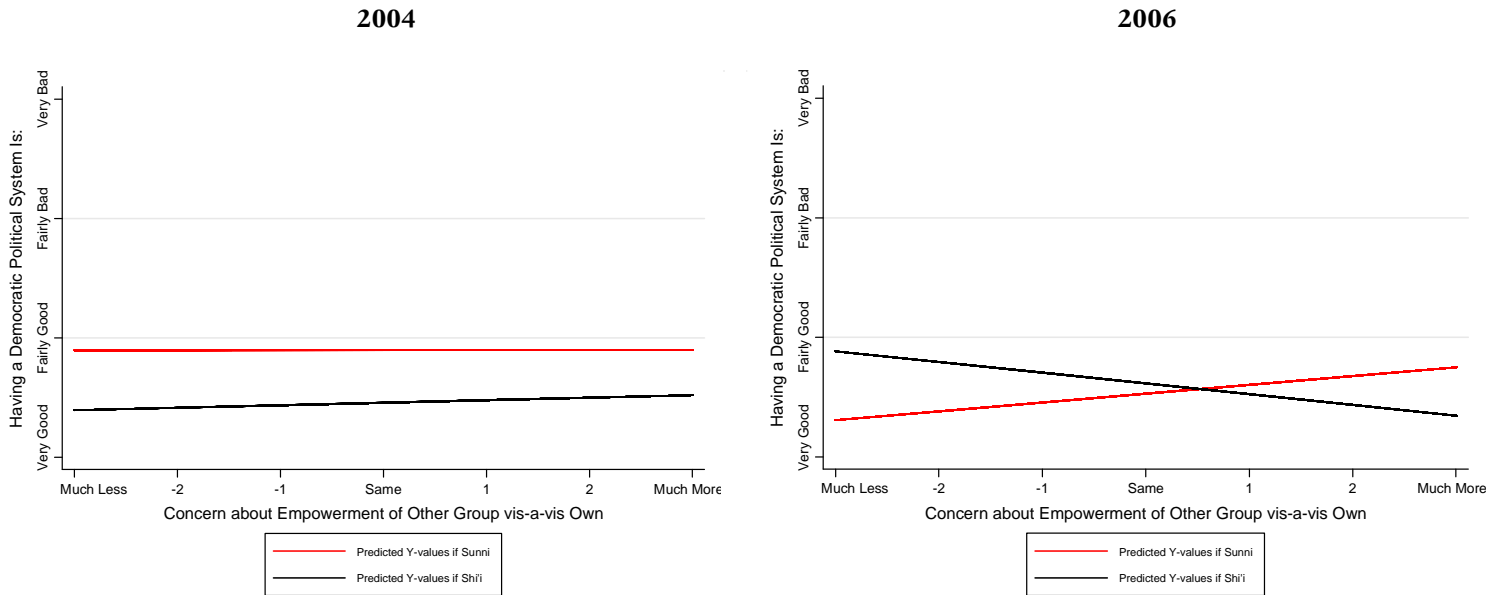 2004
Having a Democratic Political System Is:
Very Bad
Fairly Bad
Fairly Good
Very Good
Much Less -2 -1 Same 1 2 Much More
Concern about Empowerment of Other Group vis-a-vis Own
Predicted Y-values if Sunni
Predicted Y-values if Shi'i
2006
Having a Democratic Political System Is:
Very Bad
Fairly Bad
Fairly Good
Very Good
Much Less -2 -1 Same 1 2 Much More
Concern about Empowerment of Other Group vis-a-vis Own
Predicted Y-values if Sunni
Predicted Y-values if Shi'i